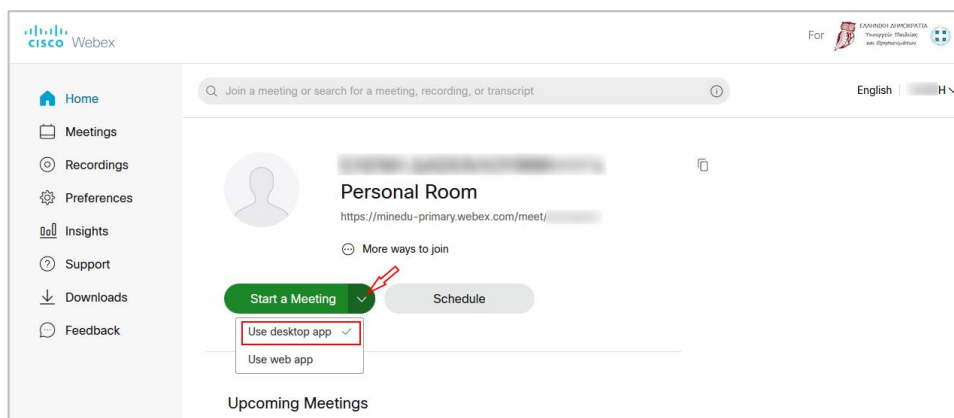 CISCO Webex
For
ΕΛΛΗΝΙΚΗ ΔΗΜΟΚΡΑΤΙΑ
Υπουργείο Παιδείας
και Θρησκευμάτων
Join a meeting or search for a meeting, recording, or transcript
English
H
Home
Meetings
Recordings
Preferences
Insights
Support
Downloads
Feedback
Personal Room
https://minedu-primary.webex.com/meet/
More ways to join
Start a Meeting
Schedule
Use desktop app
Use web app
Upcoming Meetings